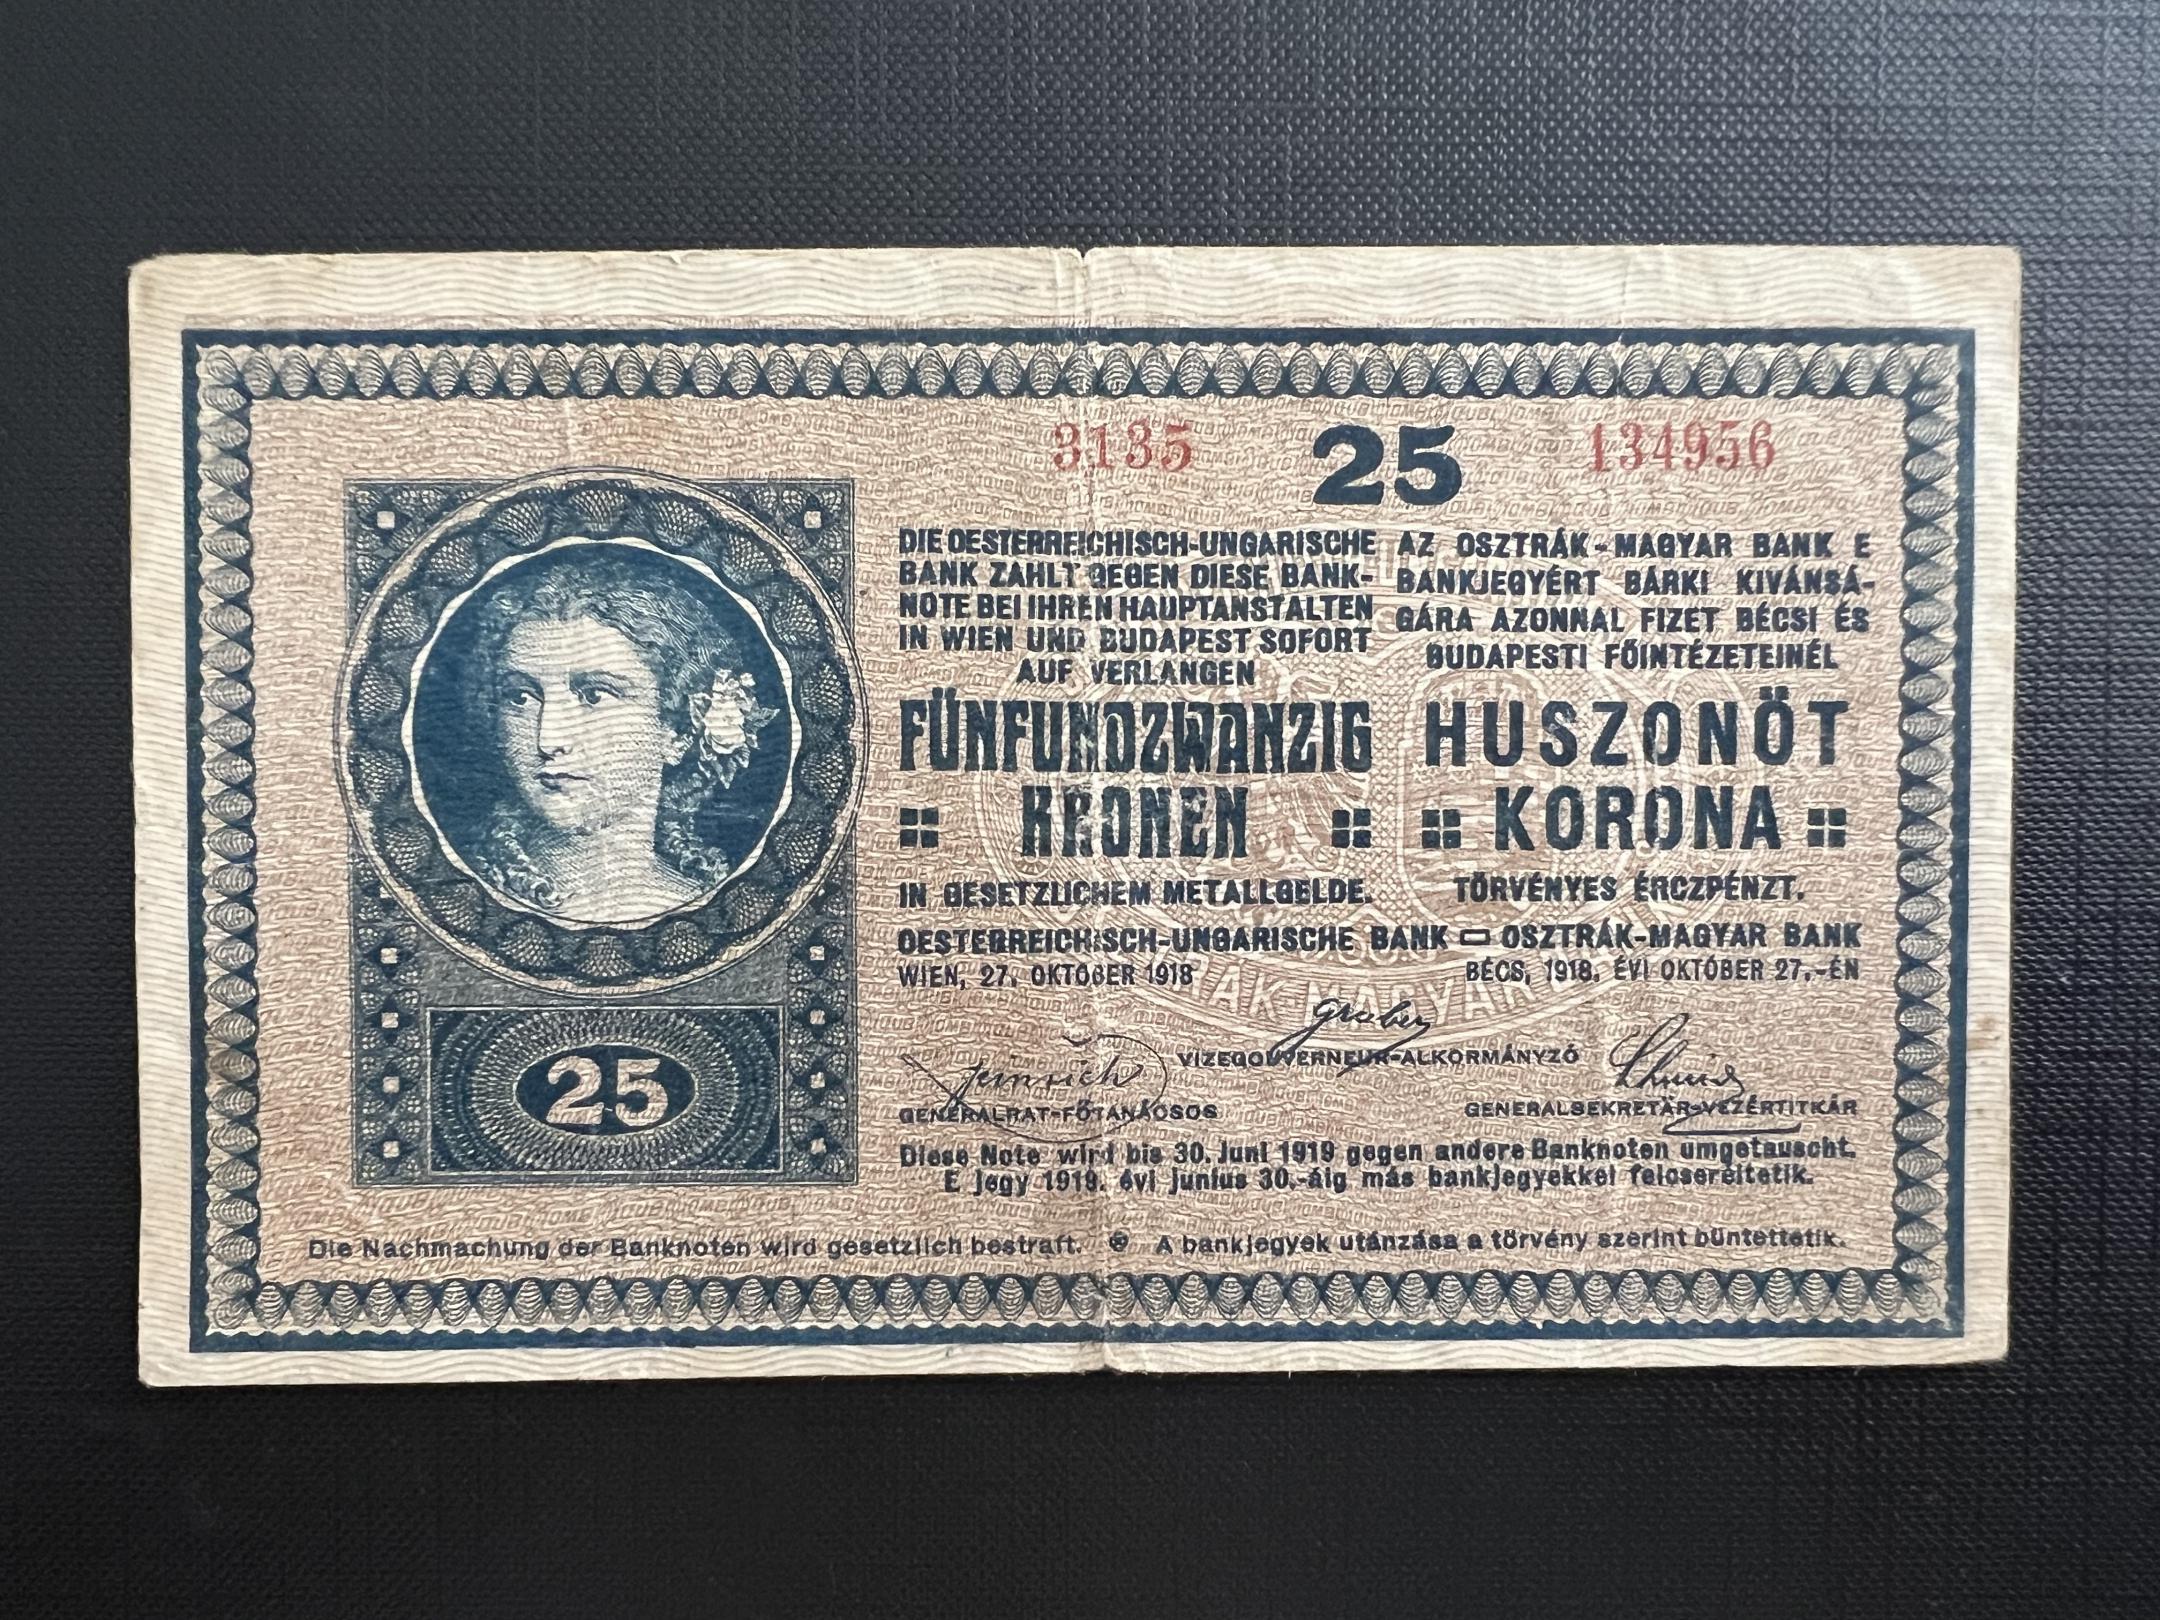 3135 25 134956
DIE OESTERREICHISCH-UNGARISCHE
BANK ZAHLT GEGEN DIESE BANK-
NOTE BEI IHREN HAUPTANSTALTEN
IN WIEN UND BUDAPEST SOFORT
AUF VERLANGEN
FÜNFUNDZWANZIG
KRONEN
IN GESETZLICHEM METALLGELDE.
OESTERREICHISCH-UNGARISCHE BANK
WIEN, 27. OKTOBER 1918
AZ OSZTRÁK-MAGYAR BANK E
BANKJEGYÉRT BÁRKI KIVÁNSÁ-
GÁRA AZONNAL FIZET BÉCSI ÉS
BUDAPESTI FŐINTÉZETEINÉL
HUSZONÖT
KORONA
TÖRVÉNYES ÉRCZPÉNZT.
OSZTRÁK-MAGYAR BANK
BÉCS, 1918. ÉVI OKTÓBER 27.-ÉN
Gruber
VIZEGOUVERNEUR-ALKORMÁNYZÓ
GENERALRAT-FŐTANÁCSOS
Schmid
GENERALSEKRETÄR-VEZÉRTITKÁR
Diese Note wird bis 30. Juni 1919 gegen andere Banknoten umgetauscht.
E jegy 1919. évi junius 30.-áig más bankjegyekkel felcseréltetik.
25
Die Nachmachung der Banknoten wird gesetzlich bestraft. A bankjegyek utánzása a törvény szerint büntettetik.